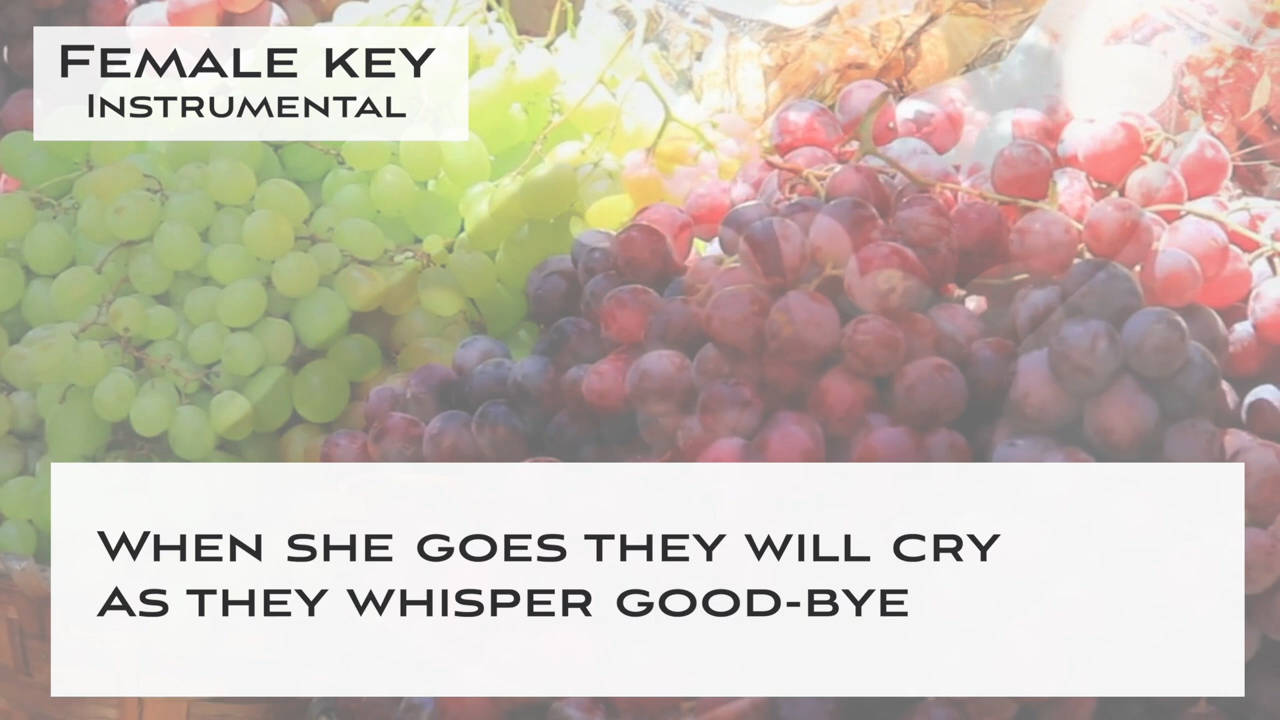 Female key
Instrumental
When she goes they will cry
As they whisper good-bye